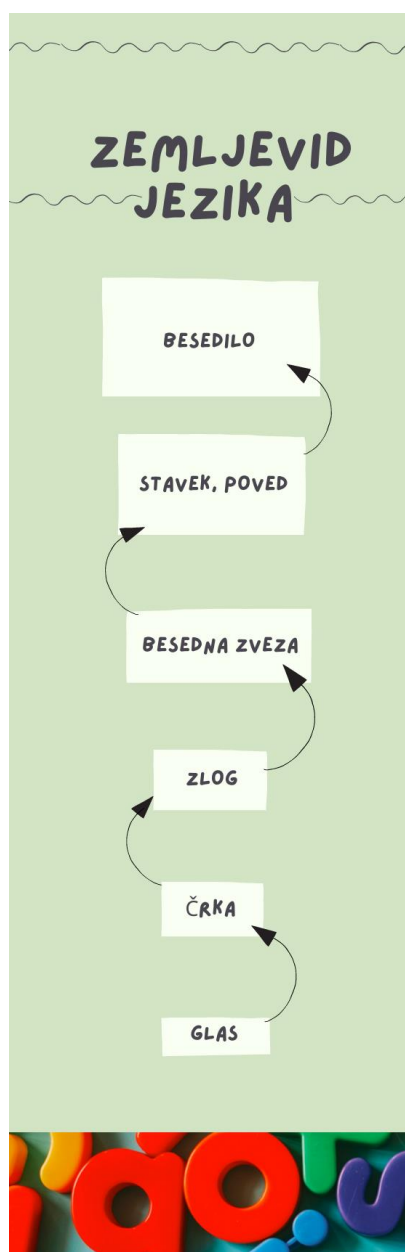 ZEMLJEVID
JEZIKA
BESEDILO
STAVEK, POVED
BESEDNA ZVEZA
ZLOG
ČRKA
GLAS